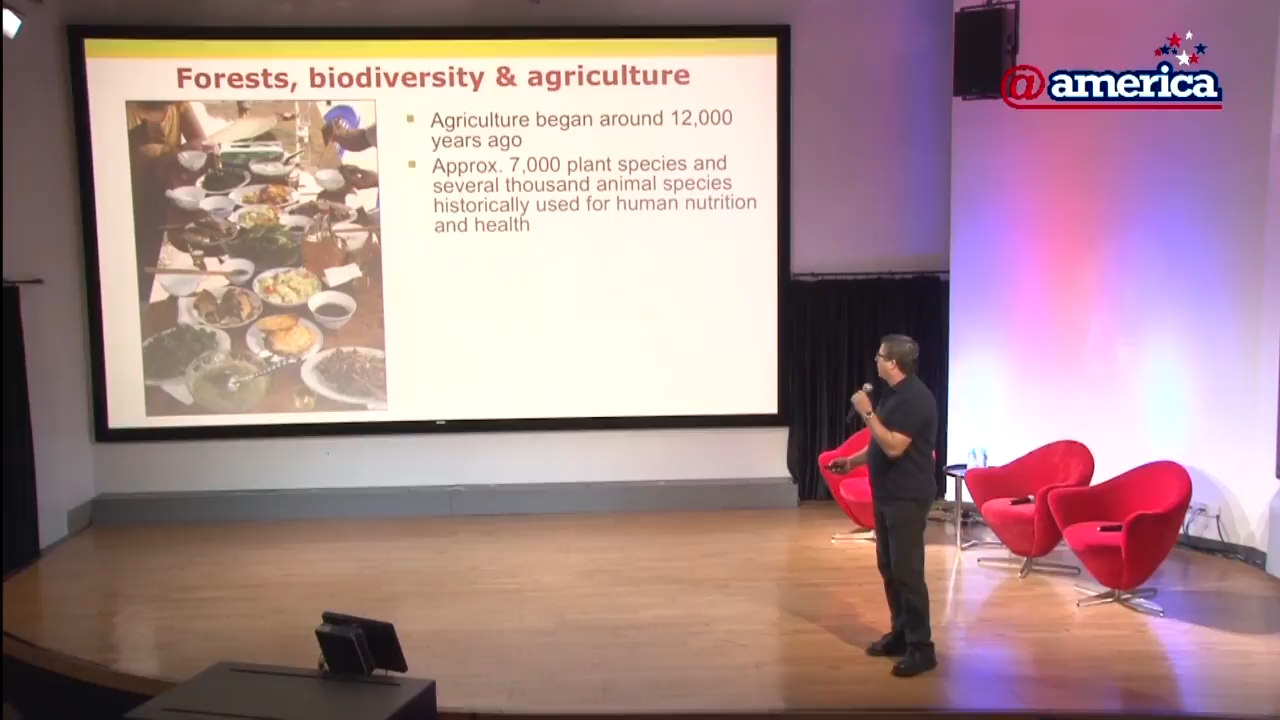 Forests, biodiversity & agriculture
Agriculture began around 12,000
years ago
Approx. 7,000 plant species and
several thousand animal species
historically used for human nutrition
and health
@america